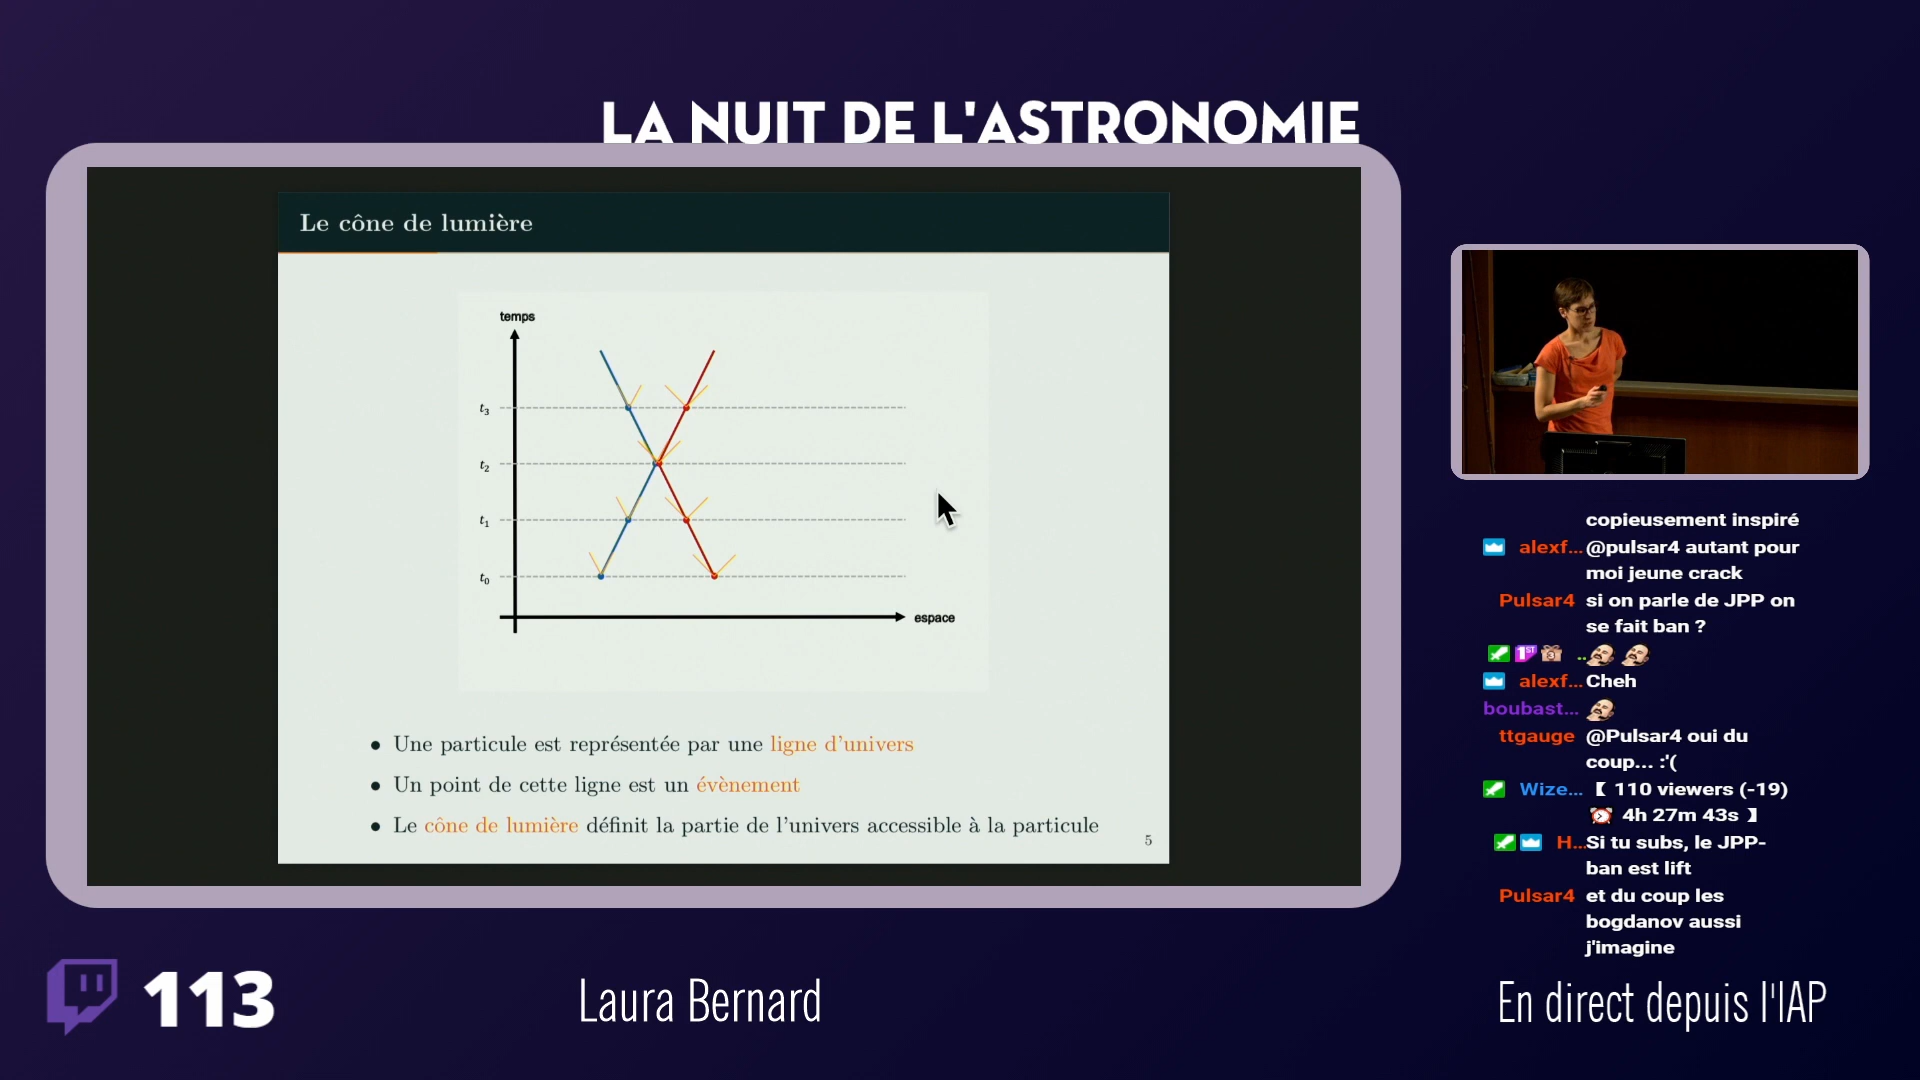 LA NUIT DE L'ASTRONOMIE
Le cône de lumière
temps
t3
t2
t1
t0
espace
• Une particule est représentée par une ligne d'univers
• Un point de cette ligne est un évènement
• Le cône de lumière définit la partie de l'univers accessible à la particule
5
copieusement inspiré
alexf... @pulsar4 autant pour
moi jeune crack
Pulsar4 si on parle de JPP on
se fait ban ?
1ST 3 ..
alexf... Cheh
boubast...
ttgauge @Pulsar4 oui du
coup... :'(
Wize... 【 110 viewers (-19)
⏰ 4h 27m 43s 】
H... Si tu subs, le JPP-
ban est lift
Pulsar4 et du coup les
bogdanov aussi
j'imagine
113
Laura Bernard
En direct depuis l'IAP